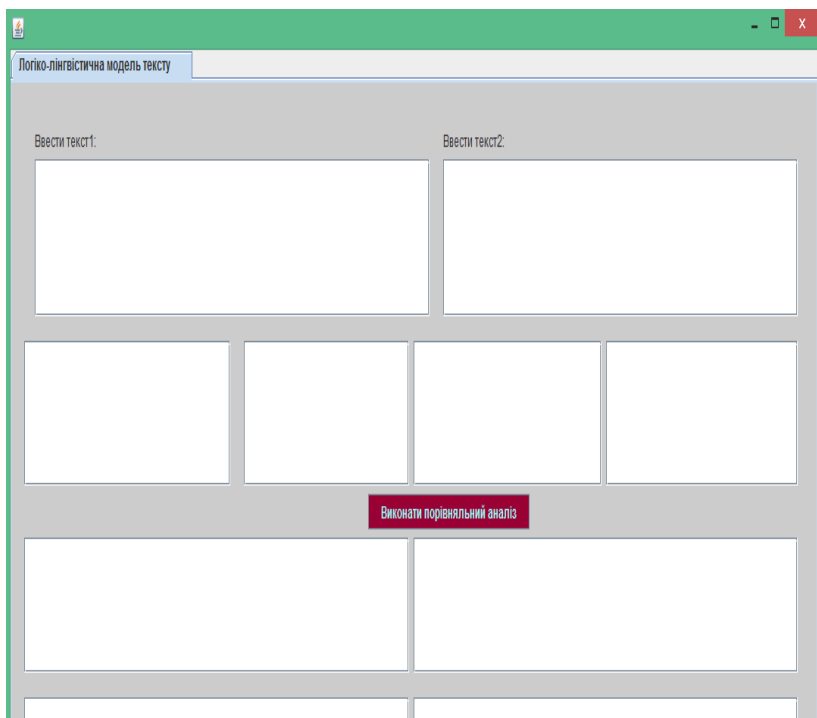 Логіко-лінгвістична модель тексту
Ввести текст1:
Ввести текст2:
Виконати порівняльний аналіз